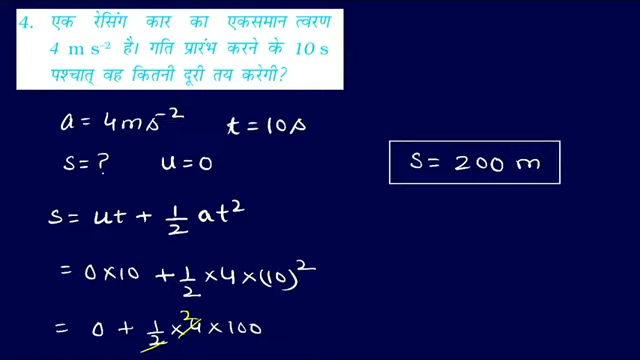 4. एक रेसिंग कार का एकसमान त्वरण
4 m s⁻² है। गति प्रारंभ करने के 10 s
पश्चात् वह कितनी दूरी तय करेगी?
a = 4 m s⁻² t = 10 s
s = ? u = 0
s = ut + 1/2 at²
= 0 × 10 + 1/2 × 4 × (10)²
= 0 + 1/2 × 4 2 × 100
s = 200 m